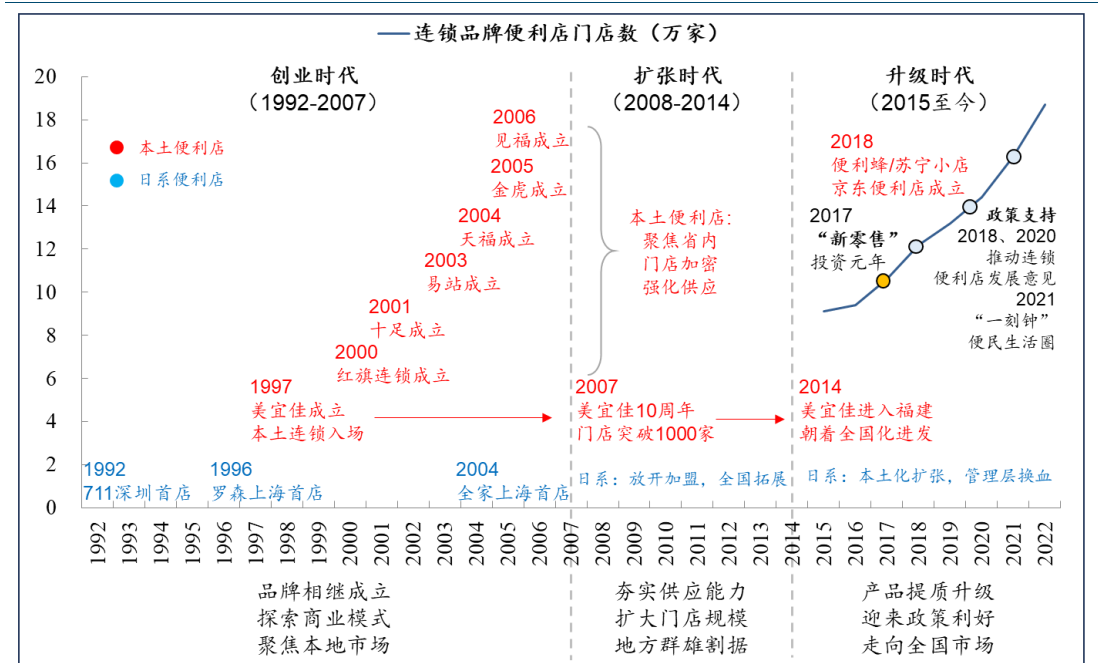 连锁品牌便利店门店数（万家）
创业时代
（1992-2007）
扩张时代
（2008-2014）
升级时代
（2015至今）
20
18
16
14
12
10
8
6
4
2
0
本土便利店
日系便利店
2006
见福成立
2005
金虎成立
2004
天福成立
2003
易站成立
2001
十足成立
2000
红旗连锁成立
1997
美宜佳成立
本土连锁入场
1992
711深圳首店
1996
罗森上海首店
2004
全家上海首店
本土便利店:
聚焦省内
门店加密
强化供应
2007
美宜佳10周年
门店突破1000家
日系：放开加盟，全国拓展
2018
便利蜂/苏宁小店
京东便利店成立
2017
“新零售”
投资元年
政策支持
2018、2020
推动连锁
便利店发展意见
2021
“一刻钟”
便民生活圈
2014
美宜佳进入福建
朝着全国化进发
日系：本土化扩张，管理层换血
1992
1993
1994
1995
1996
1997
1998
1999
2000
2001
2002
2003
2004
2005
2006
2007
2008
2009
2010
2011
2012
2013
2014
2015
2016
2017
2018
2019
2020
2021
2022
品牌相继成立
探索商业模式
聚焦本地市场
夯实供应能力
扩大门店规模
地方群雄割据
产品提质升级
迎来政策利好
走向全国市场